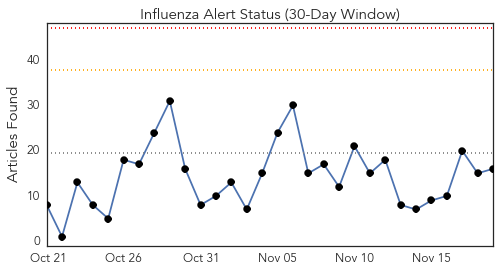 Influenza Alert Status (30-Day Window)
Articles Found
40
30
20
10
0
Oct 21 Oct 26 Oct 31 Nov 05 Nov 10 Nov 15